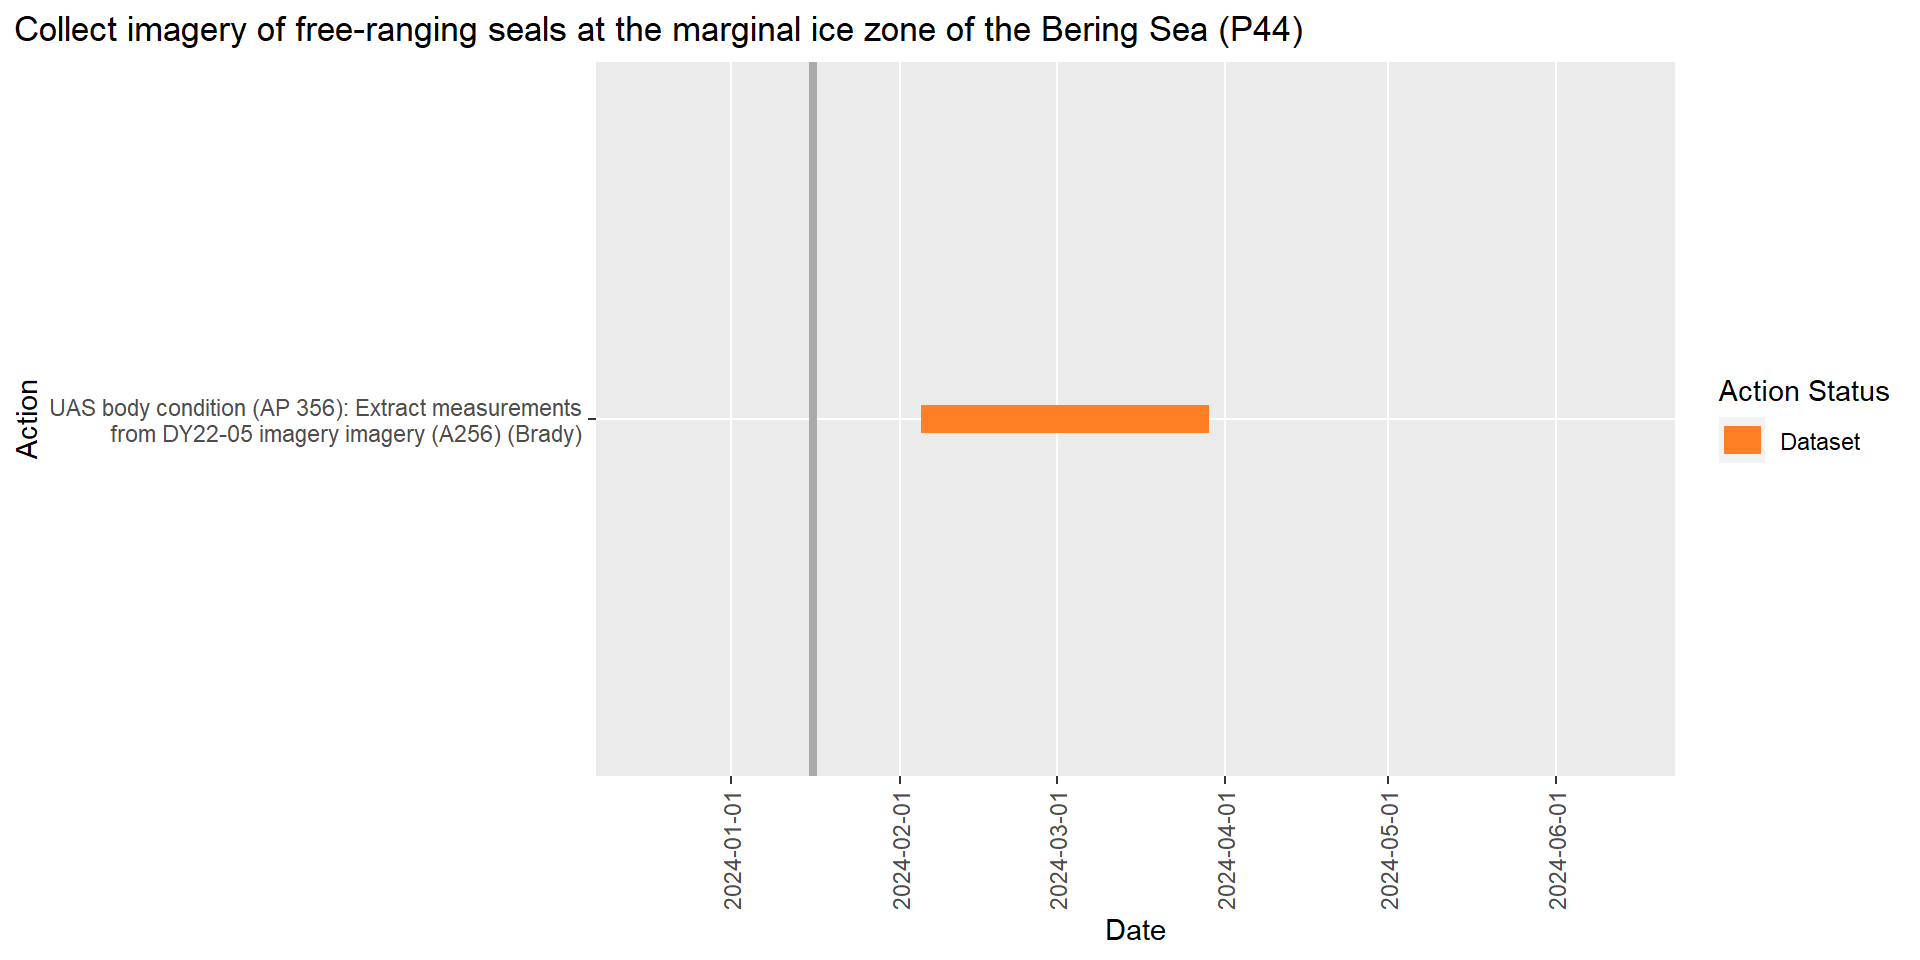 Collect imagery of free-ranging seals at the marginal ice zone of the Bering Sea (P44)
Action
UAS body condition (AP 356): Extract measurements
from DY22-05 imagery imagery (A256) (Brady)
Action Status
Dataset
2024-01-01
2024-02-01
2024-03-01
2024-04-01
2024-05-01
2024-06-01
Date